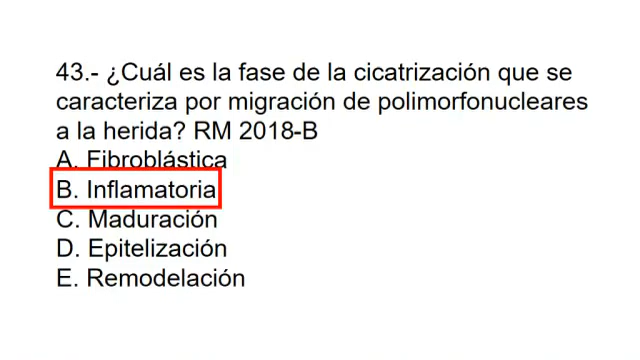 43.- ¿Cuál es la fase de la cicatrización que se
caracteriza por migración de polimorfonucleares
a la herida? RM 2018-B
A. Fibroblástica
B. Inflamatoria
C. Maduración
D. Epitelización
E. Remodelación